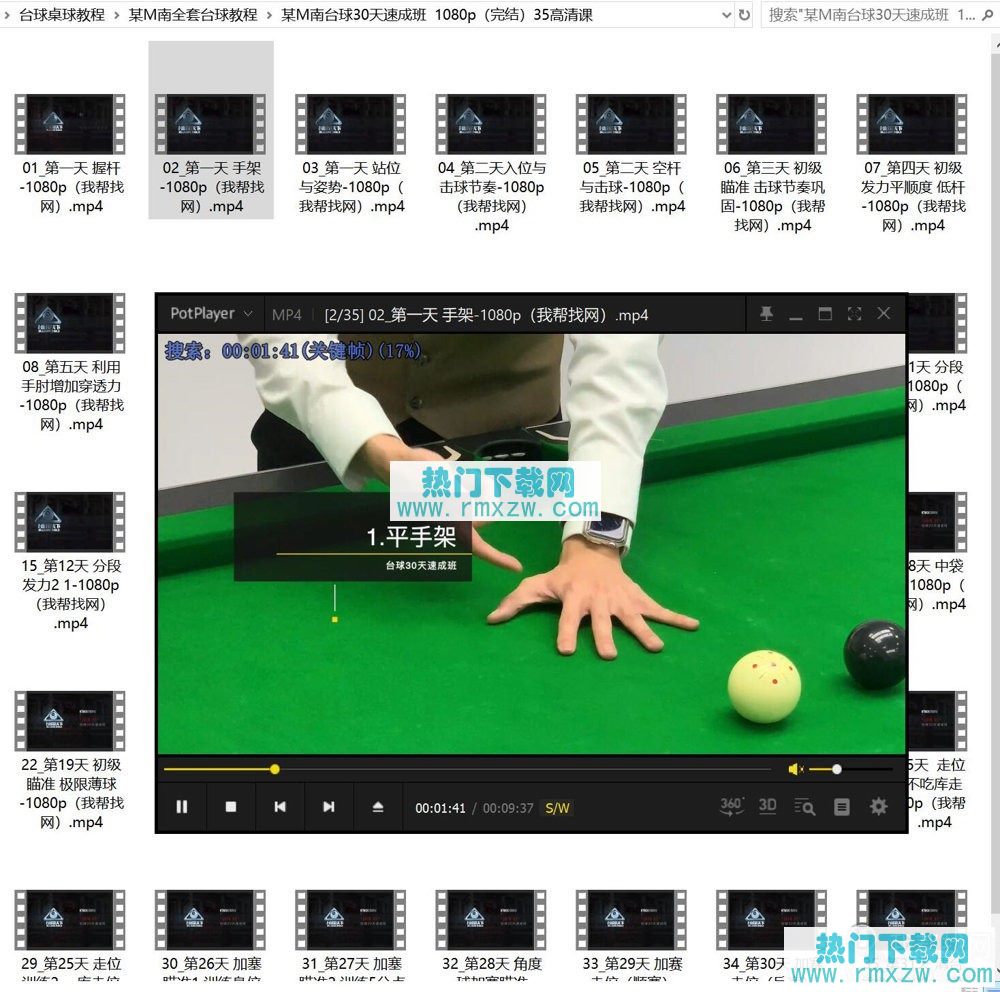 台球桌球教程 › 某M南全套台球教程 › 某M南台球30天速成班 1080p（完结）35高清课
搜索"某M南台球30天速成班 1...
01_第一天 握杆
-1080p（我帮找
网）.mp4
02_第一天 手架
-1080p（我帮找
网）.mp4
03_第一天 站位
与姿势-1080p（
我帮找网）.mp4
04_第二天入位与
击球节奏-1080p
（我帮找网）
.mp4
05_第二天 空杆
与击球-1080p（
我帮找网）.mp4
06_第三天 初级
瞄准 击球节奏巩
固-1080p（我帮
找网）.mp4
07_第四天 初级
发力平顺度 低杆
-1080p（我帮找
网）.mp4
08_第五天 利用
手肘增加穿透力
-1080p（我帮找
网）.mp4
PotPlayer
MP4
[2/35] 02_第一天 手架-1080p（我帮找网）.mp4
搜索: 00:01:41(关键帧)(17%)
热门下载网
www.rmxzw.com
1.平手架
台球30天速成班
1天 分段
1080p（
网）.mp4
15_第12天 分段
发力2 1-1080p
（我帮找网）
.mp4
8天 中袋
1080p（
网）.mp4
22_第19天 初级
瞄准 极限薄球
-1080p（我帮找
网）.mp4
5天 走位
不吃库走
0p（我帮
.mp4
00:01:41 / 00:09:37 S/W
360°
3D
29_第25天 走位
30_第26天 加塞
31_第27天 加塞
32_第28天 角度
33_第29天 加赛
34_第30天
热门下载网
www.rmxzw.com